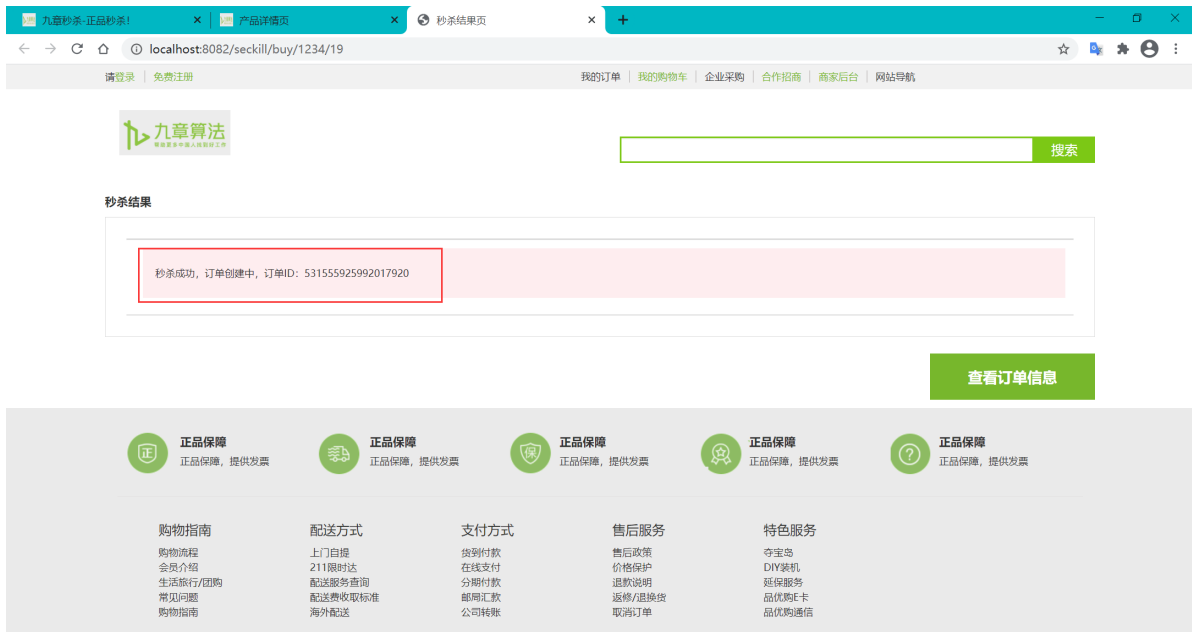 九章秒杀-正品秒杀!
产品详情页
秒杀结果页
localhost:8082/seckill/buy/1234/19
请登录 免费注册 我的订单 我的购物车 企业采购 合作招商 商家后台 网站导航
九章算法
帮助更多中国人找到好工作
搜索
秒杀结果
秒杀成功，订单创建中，订单ID：531555925992017920
查看订单信息
正 正品保障 正品保障 保 正品保障 正品保障 ? 正品保障
正品保障，提供发票 正品保障，提供发票 正品保障，提供发票 正品保障，提供发票 正品保障，提供发票
购物指南 配送方式 支付方式 售后服务 特色服务
购物流程 上门自提 货到付款 售后政策 夺宝岛
会员介绍 211限时达 在线支付 价格保护 DIY装机
生活旅行/团购 配送服务查询 分期付款 退款说明 延保服务
常见问题 配送费收取标准 邮局汇款 返修/退换货 品优购E卡
购物指南 海外配送 公司转账 取消订单 品优购通信